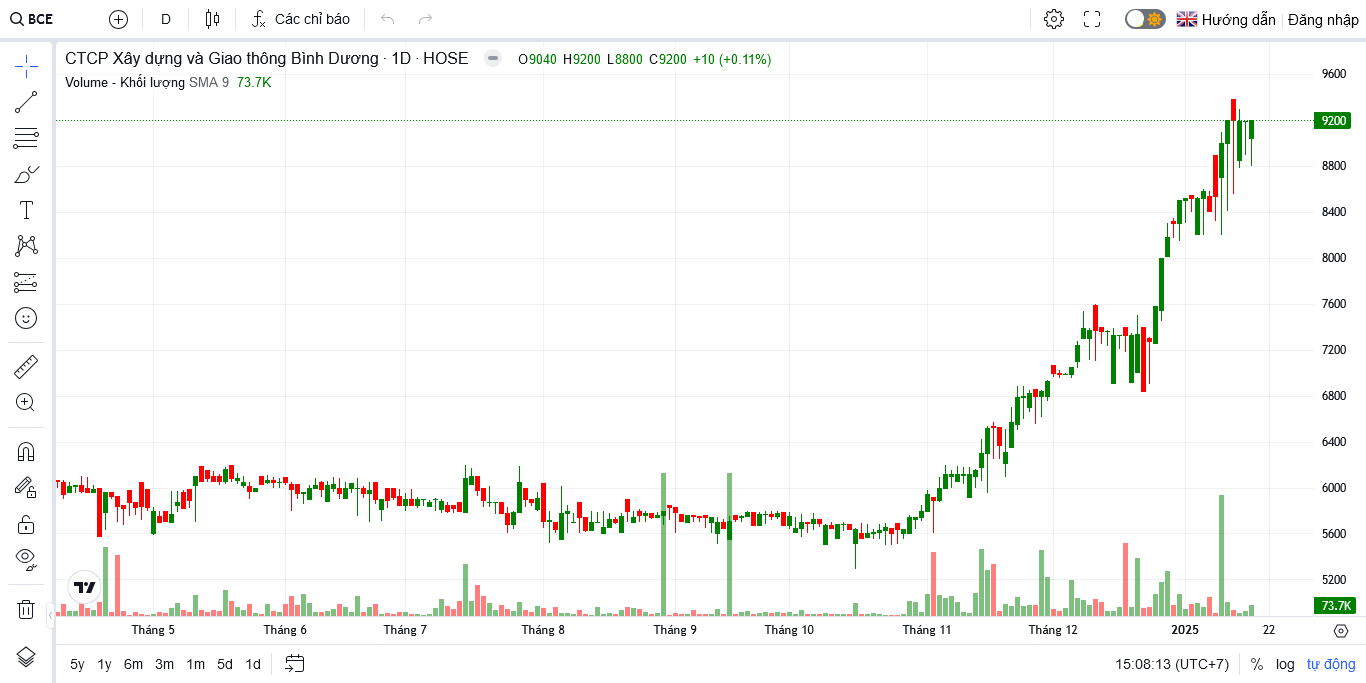 BCE D Các chỉ báo Hướng dẫn Đăng nhập
CTCP Xây dựng và Giao thông Bình Dương · 1D · HOSE O9040 H9200 L8800 C9200 +10 (+0.11%)
Volume - Khối lượng SMA 9 73.7K
9600
9200
8800
8400
8000
7600
7200
6800
6400
6000
5600
5200
73.7K
Tháng 5 Tháng 6 Tháng 7 Tháng 8 Tháng 9 Tháng 10 Tháng 11 Tháng 12 2025 22
5y 1y 6m 3m 1m 5d 1d 15:08:13 (UTC+7) % log tự động